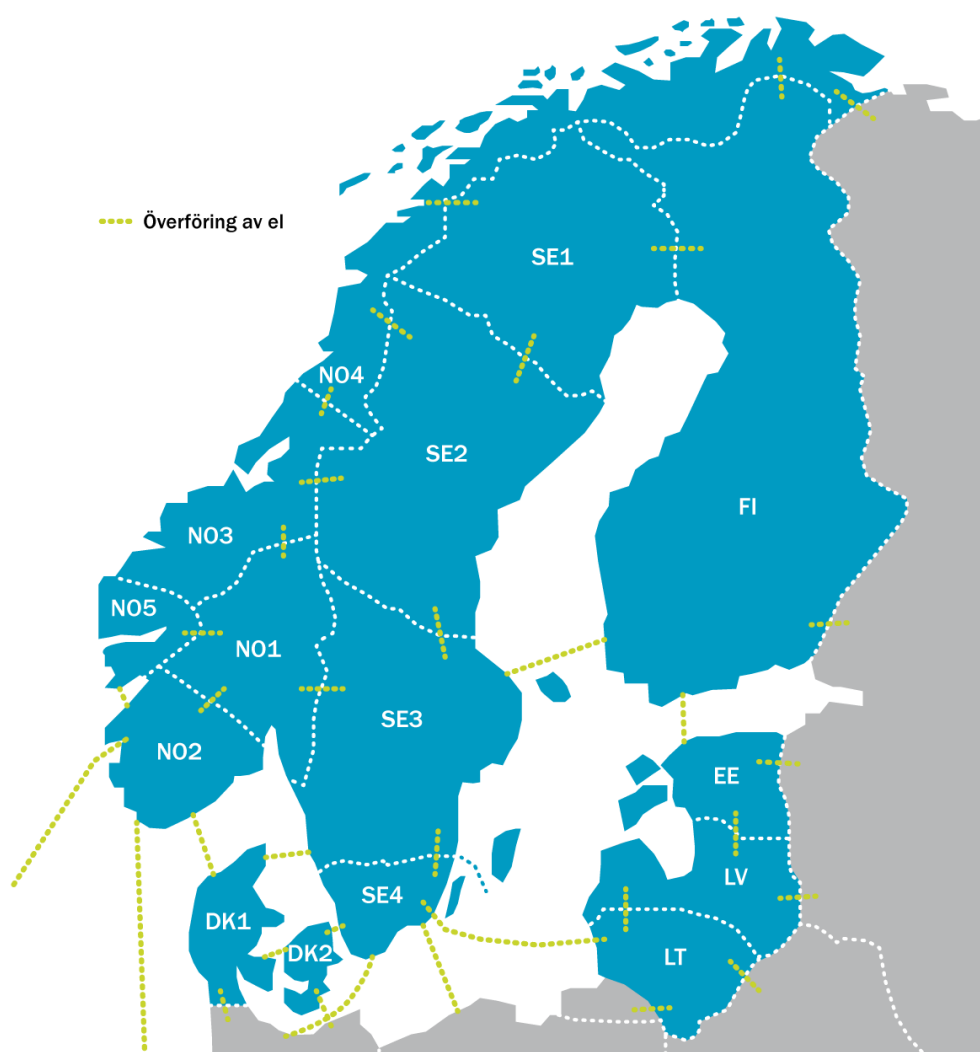 Överföring av el
SE1
NO4
SE2
FI
NO3
NO5
NO1
SE3
NO2
EE
LV
SE4
DK1
DK2
LT